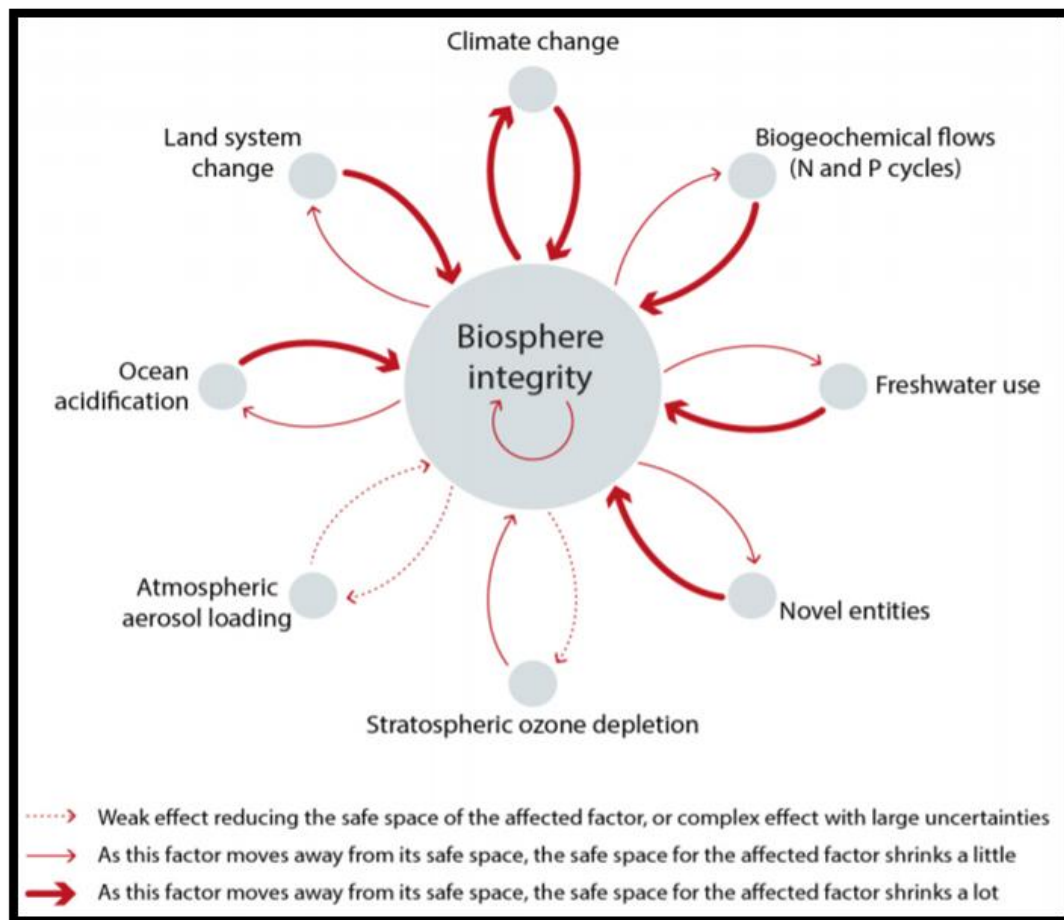 Climate change
Land system
change
Biogeochemical flows
(N and P cycles)
Biosphere
integrity
Ocean
acidification
Freshwater use
Atmospheric
aerosol loading
Novel entities
Stratospheric ozone depletion
Weak effect reducing the safe space of the affected factor, or complex effect with large uncertainties
As this factor moves away from its safe space, the safe space for the affected factor shrinks a little
As this factor moves away from its safe space, the safe space for the affected factor shrinks a lot